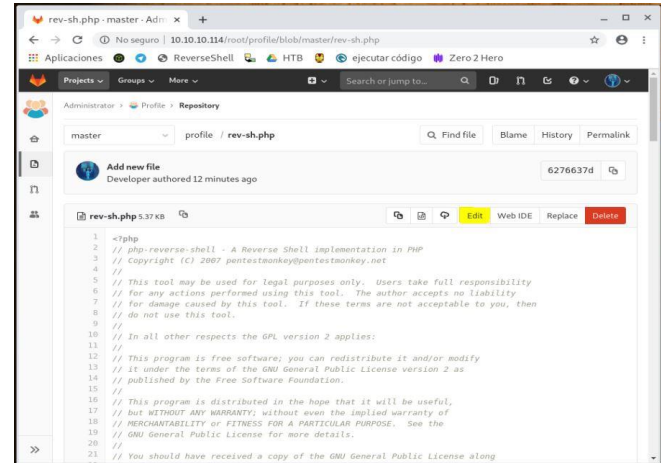 rev-sh.php · master · Adm
No seguro | 10.10.10.114/root/profile/blob/master/rev-sh.php
Aplicaciones ReverseShell HTB ejecutar código Zero 2 Hero
Projects Groups More Search or jump to...
Administrator › Profile › Repository
master profile / rev-sh.php Find file Blame History Permalink
Add new file 6276637d
Developer authored 12 minutes ago
rev-sh.php 5.37 KB Edit Web IDE Replace Delete
1 <?php
2 // php-reverse-shell - A Reverse Shell implementation in PHP
3 // Copyright (C) 2007 pentestmonkey@pentestmonkey.net
4 //
5 // This tool may be used for legal purposes only. Users take full responsibility
6 // for any actions performed using this tool. The author accepts no liability
7 // for damage caused by this tool. If these terms are not acceptable to you, then
8 // do not use this tool.
9 //
10 // In all other respects the GPL version 2 applies:
11 //
12 // This program is free software; you can redistribute it and/or modify
13 // it under the terms of the GNU General Public License version 2 as
14 // published by the Free Software Foundation.
15 //
16 // This program is distributed in the hope that it will be useful,
17 // but WITHOUT ANY WARRANTY; without even the implied warranty of
18 // MERCHANTABILITY or FITNESS FOR A PARTICULAR PURPOSE. See the
19 // GNU General Public License for more details.
20 //
21 // You should have received a copy of the GNU General Public License along